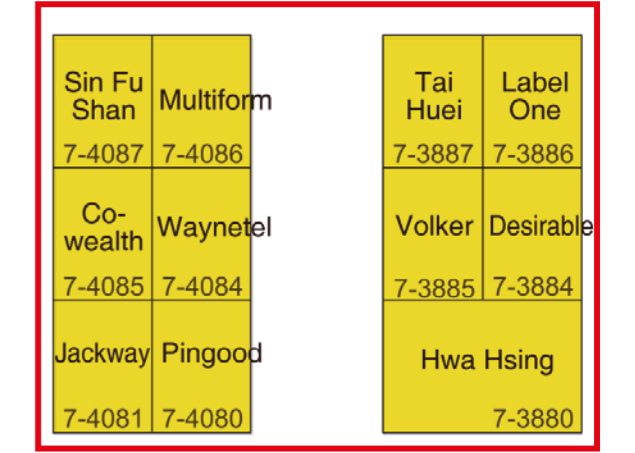 Sin Fu
Shan
7-4087
Multiform
7-4086
Tai
Huei
7-3887
Label
One
7-3886
Co-
wealth
7-4085
Waynetel
7-4084
Volker
7-3885
Desirable
7-3884
Jackway
7-4081
Pingood
7-4080
Hwa Hsing
7-3880